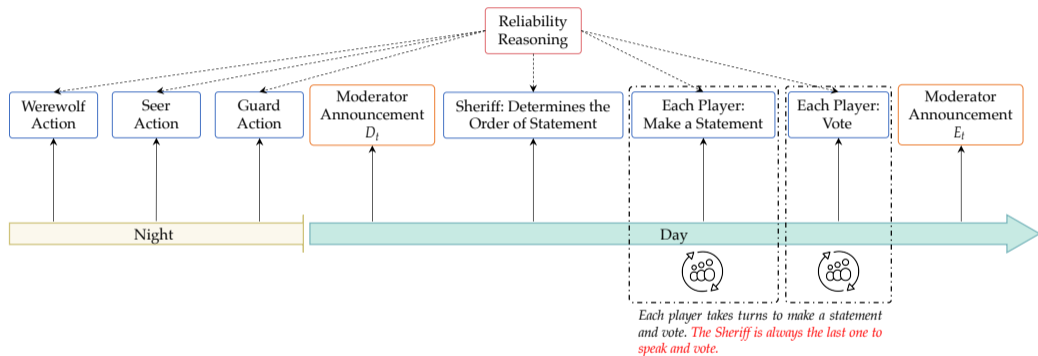 Reliability
Reasoning
Werewolf
Action
Seer
Action
Guard
Action
Moderator
Announcement
D_t
Sheriff: Determines the
Order of Statement
Each Player:
Make a Statement
Each Player:
Vote
Moderator
Announcement
E_t
Night
Day
Each player takes turns to make a statement
and vote. The Sheriff is always the last one to
speak and vote.